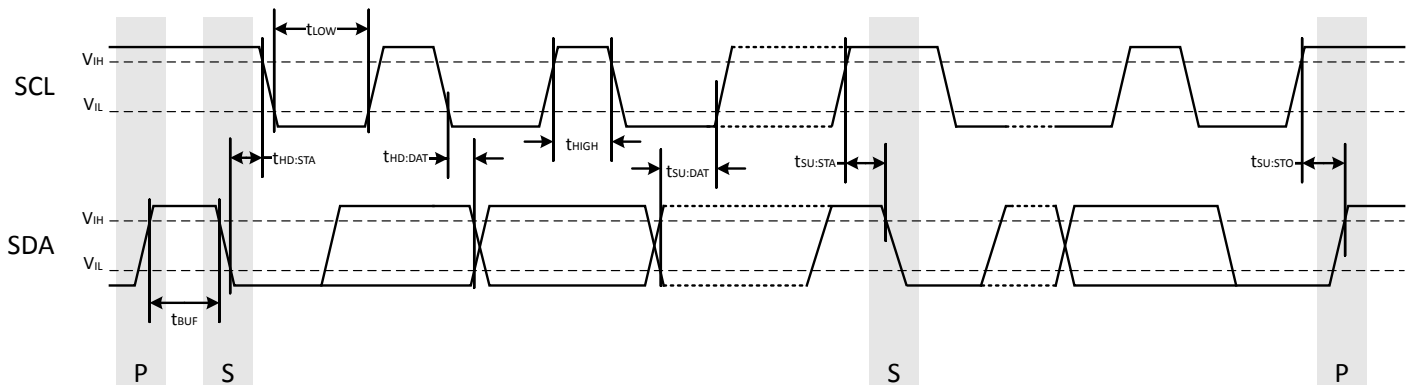 tLOW
VIH
SCL
VIL
tHD:STA
tHD:DAT
tHIGH
tSU:DAT
tSU:STA
tSU:STO
VIH
SDA
VIL
tBUF
P
S
S
P